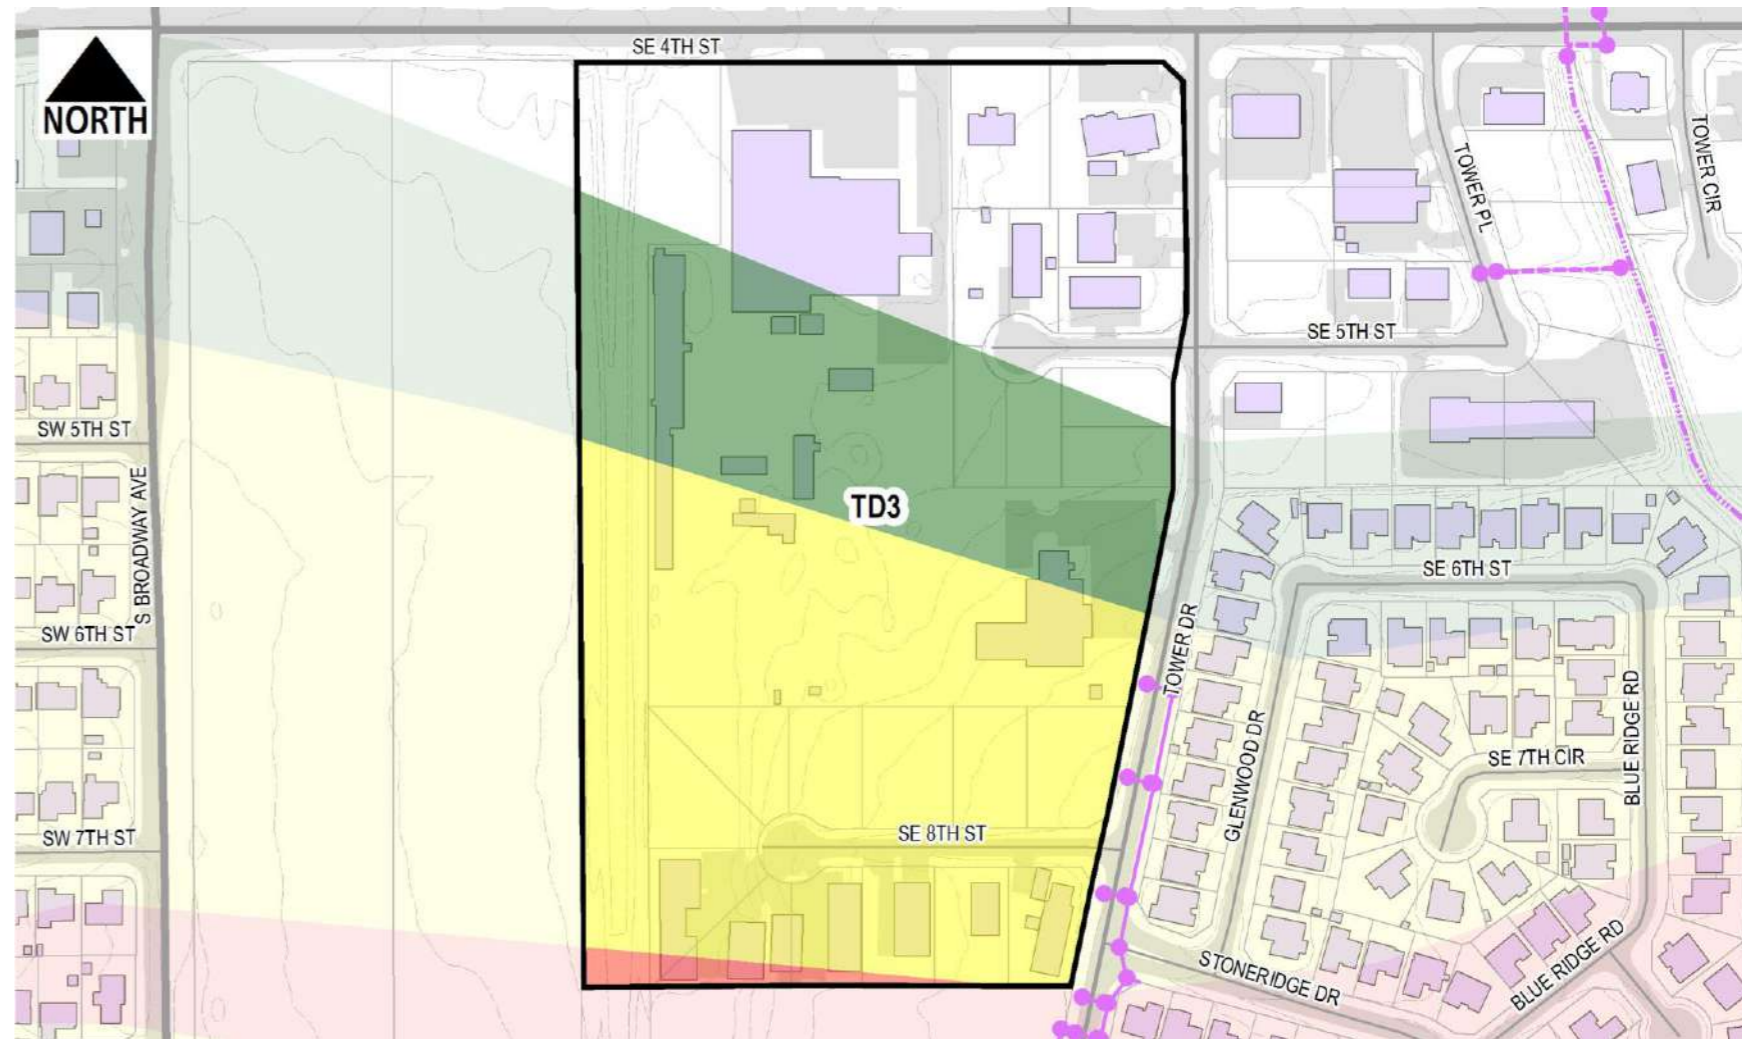 SE 4TH ST
NORTH
TOWER CIR
TOWER PL
SE 5TH ST
SW 5TH ST
S BROADWAY AVE
TD3
SE 6TH ST
SW 6TH ST
TOWER DR
BLUE RIDGE RD
GLENWOOD DR
SE 7TH CIR
SW 7TH ST
SE 8TH ST
STONERIDGE DR
BLUE RIDGE RD